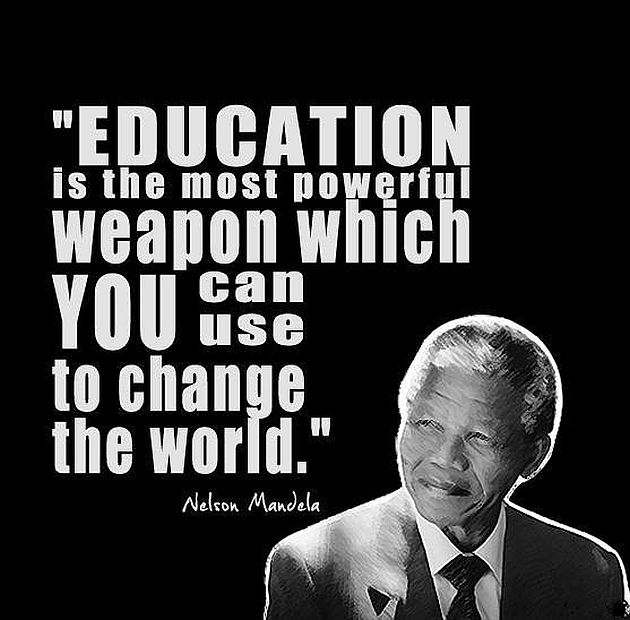 "EDUCATION
is the most powerful
weapon which
YOU can use
to change
the world."
Nelson Mandela